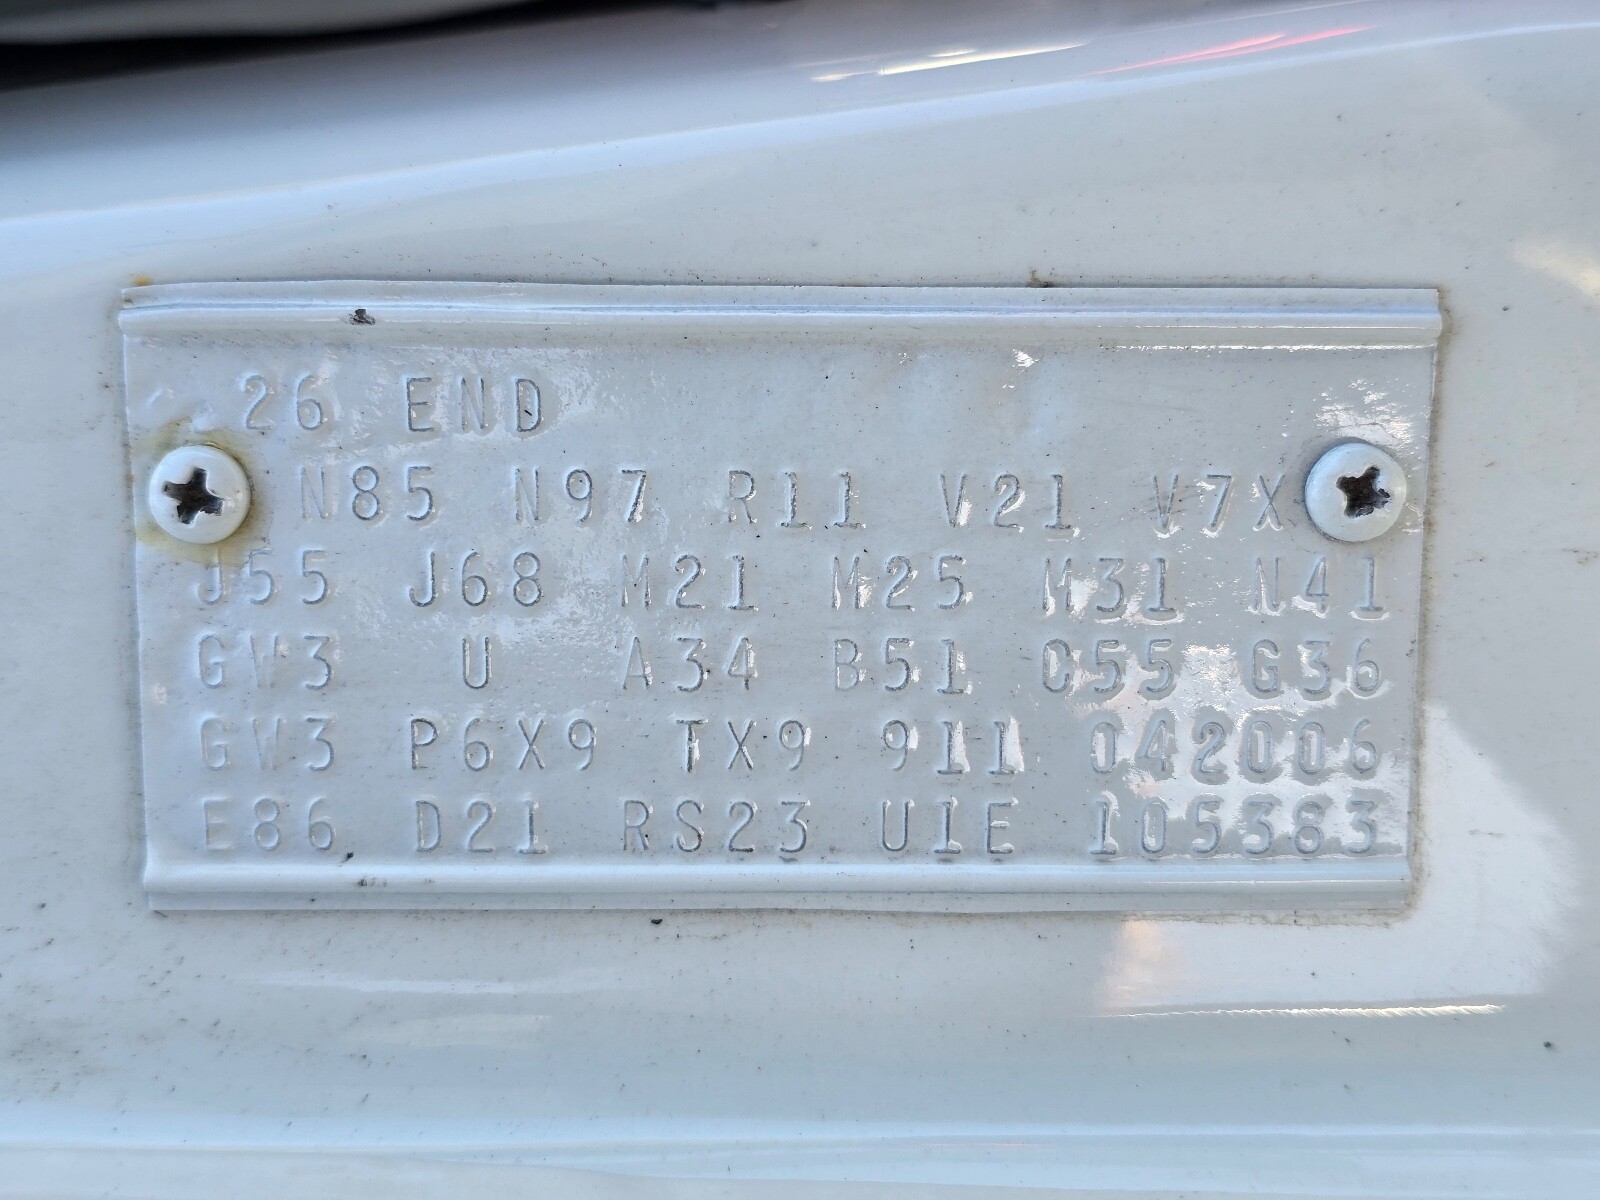 26 END
N85 N97 R11 V21 V7X
J55 J68 M21 M25 M31 N41
GW3 U A34 B51 C55 G36
GW3 P6X9 TX9 911 042006
E86 D21 RS23 U1E 105383